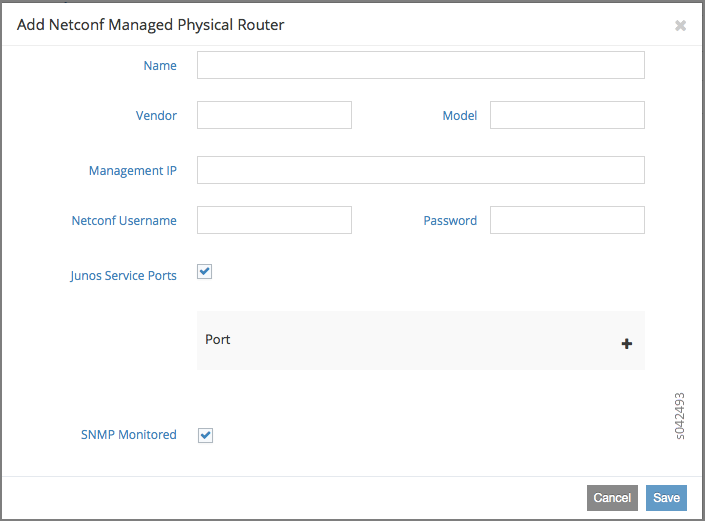 Add Netconf Managed Physical Router
Name
Vendor
Model
Management IP
Netconf Username
Password
Junos Service Ports
Port
SNMP Monitored
s042493
Cancel
Save